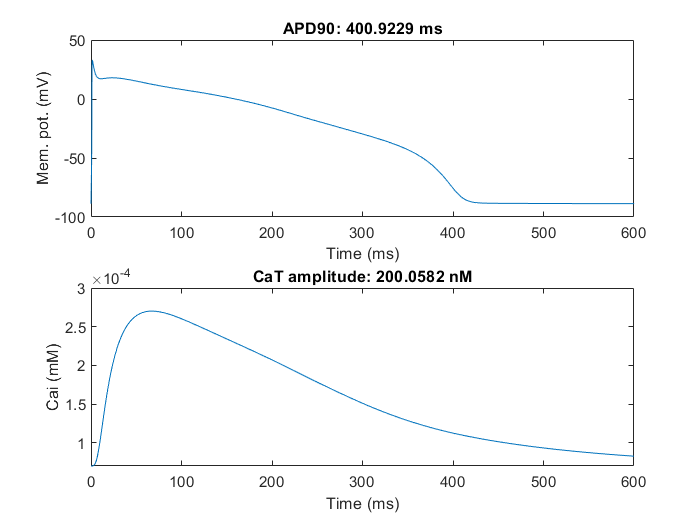 APD90: 400.9229 ms
50
0
-50
-100
Mem. pot. (mV)
0 100 200 300 400 500 600
Time (ms)
×10-4
CaT amplitude: 200.0582 nM
3
2.5
2
1.5
1
Cai (mM)
0 100 200 300 400 500 600
Time (ms)